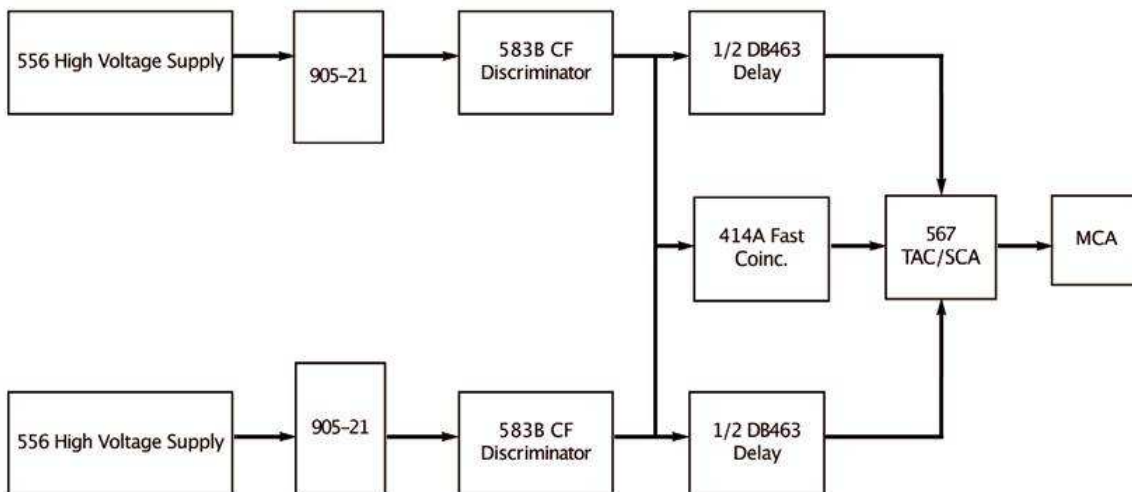 556 High Voltage Supply
905–21
583B CF
Discriminator
1/2 DB463
Delay
414A Fast
Coinc.
567
TAC/SCA
MCA
556 High Voltage Supply
905–21
583B CF
Discriminator
1/2 DB463
Delay